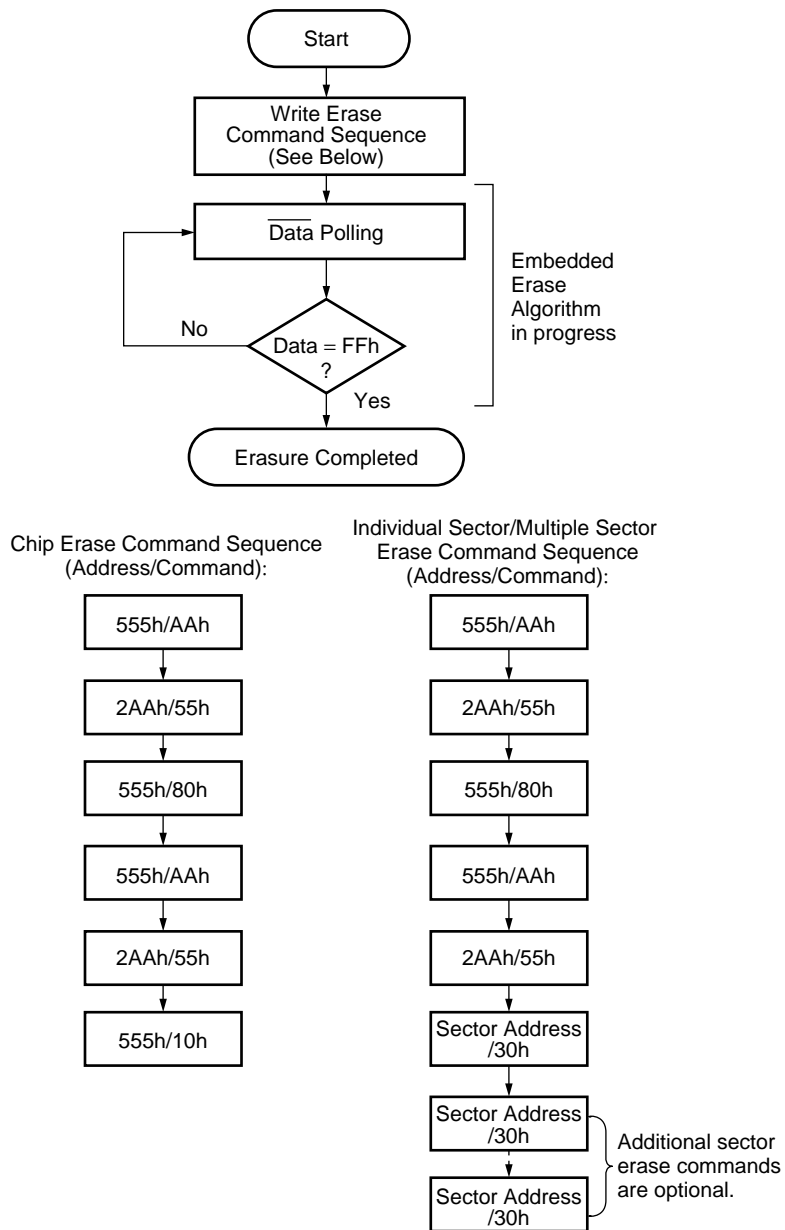 Start
Write Erase
Command Sequence
(See Below)
Data Polling
Data = FFh
?
No
Yes
Embedded
Erase
Algorithm
in progress
Erasure Completed
Chip Erase Command Sequence
(Address/Command):
555h/AAh
2AAh/55h
555h/80h
555h/AAh
2AAh/55h
555h/10h
Individual Sector/Multiple Sector
Erase Command Sequence
(Address/Command):
555h/AAh
2AAh/55h
555h/80h
555h/AAh
2AAh/55h
Sector Address
/30h
Sector Address
/30h
Sector Address
/30h
Additional sector
erase commands
are optional.